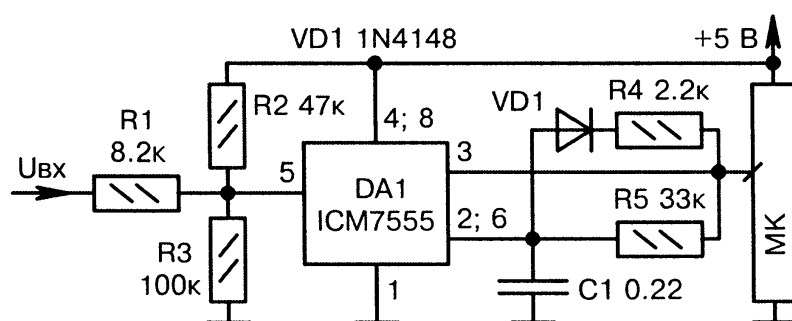 VD1 1N4148
+5 В
R2 47к
4; 8
VD1
R4 2.2к
R1
8.2к
Uвх
5
DA1
ICM7555
3
2; 6
R5 33к
R3
100к
1
C1 0.22
МК